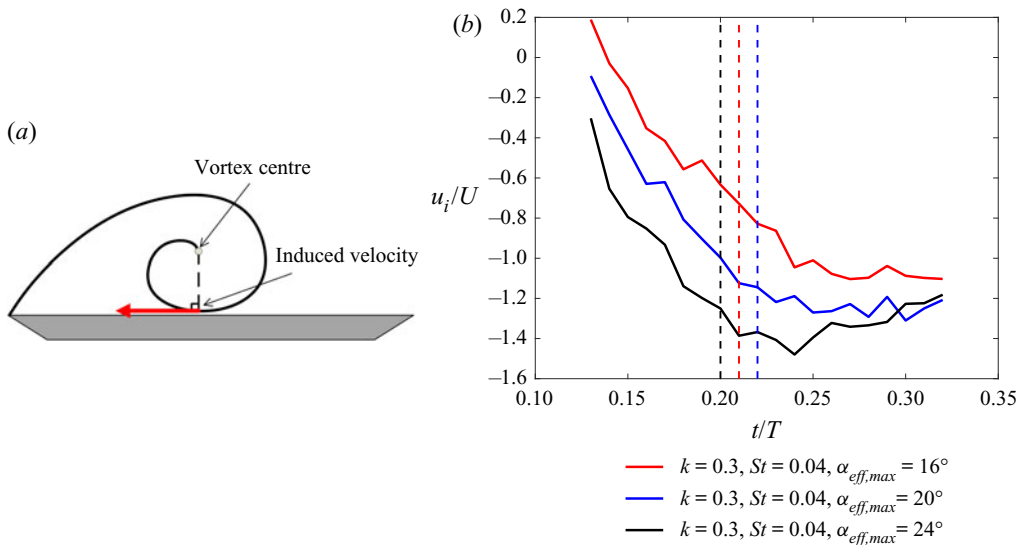 (a)
Vortex centre
Induced velocity
(b)
0.2
0
−0.2
−0.4
−0.6
−0.8
−1.0
−1.2
−1.4
−1.6
u_i/U
0.10 0.15 0.20 0.25 0.30 0.35
t/T
k = 0.3, St = 0.04, α_eff,max = 16°
k = 0.3, St = 0.04, α_eff,max = 20°
k = 0.3, St = 0.04, α_eff,max = 24°